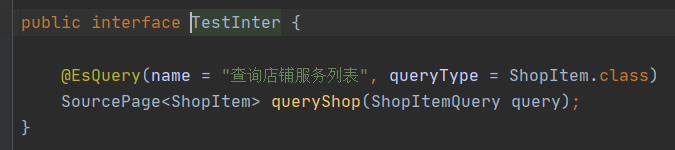 public interface TestInter {
@EsQuery(name = "查询店铺服务列表", queryType = ShopItem.class)
SourcePage<ShopItem> queryShop(ShopItemQuery query);
}